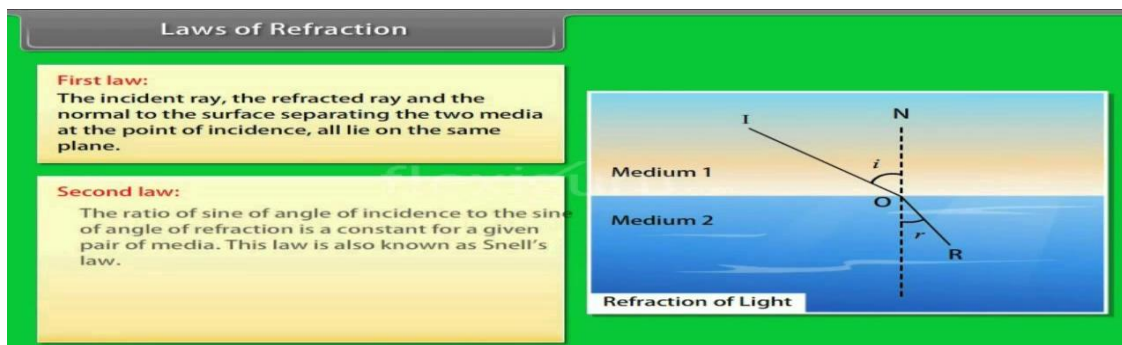 Laws of Refraction
First law:
The incident ray, the refracted ray and the
normal to the surface separating the two media
at the point of incidence, all lie on the same
plane.
Second law:
The ratio of sine of angle of incidence to the sine
of angle of refraction is a constant for a given
pair of media. This law is also known as Snell's
law.
I
N
i
Medium 1
O
Medium 2
r
R
Refraction of Light